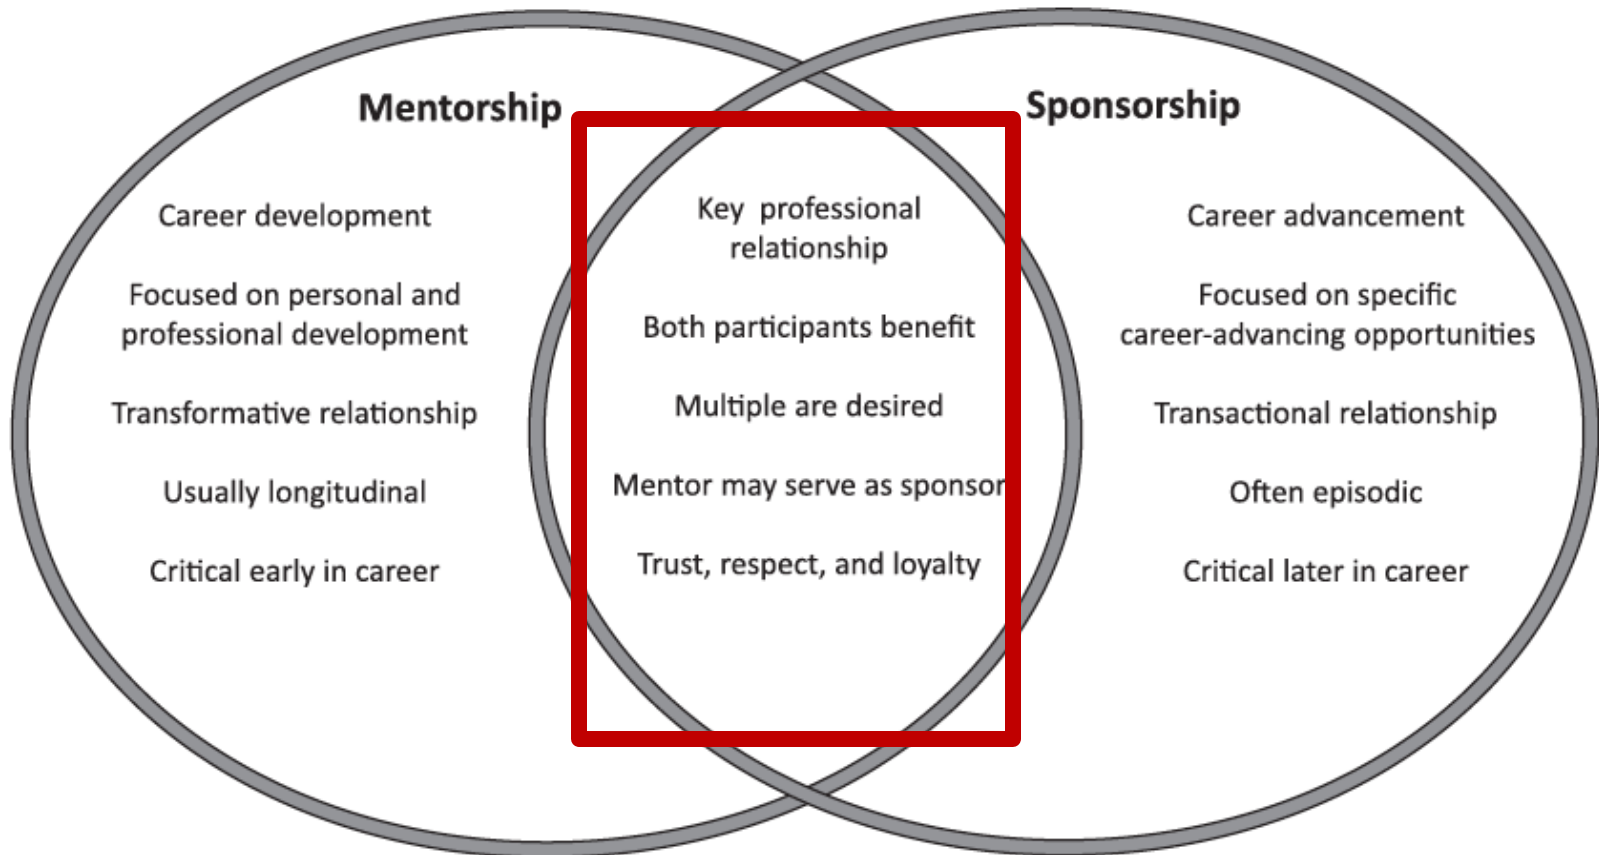 Mentorship
Career development
Focused on personal and
professional development
Transformative relationship
Usually longitudinal
Critical early in career
Key professional
relationship
Both participants benefit
Multiple are desired
Mentor may serve as sponsor
Trust, respect, and loyalty
Sponsorship
Career advancement
Focused on specific
career-advancing opportunities
Transactional relationship
Often episodic
Critical later in career